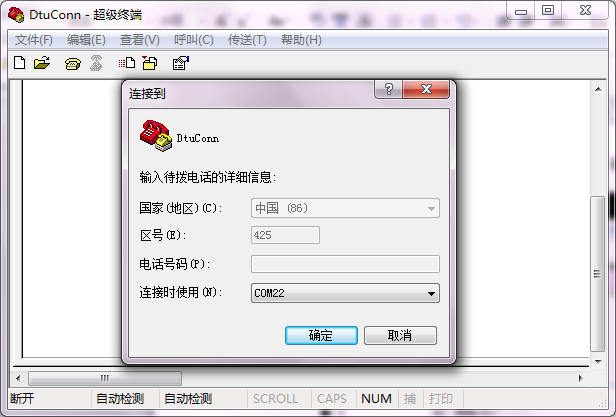 DtuConn - 超级终端
文件(F) 编辑(E) 查看(V) 呼叫(C) 传送(T) 帮助(H)
连接到
DtuConn
输入待拨电话的详细信息:
国家(地区)(C): 中国 (86)
区号(E): 425
电话号码(P):
连接时使用(N): COM22
确定 取消
断开 自动检测 自动检测 SCROLL CAPS NUM 捕 打印